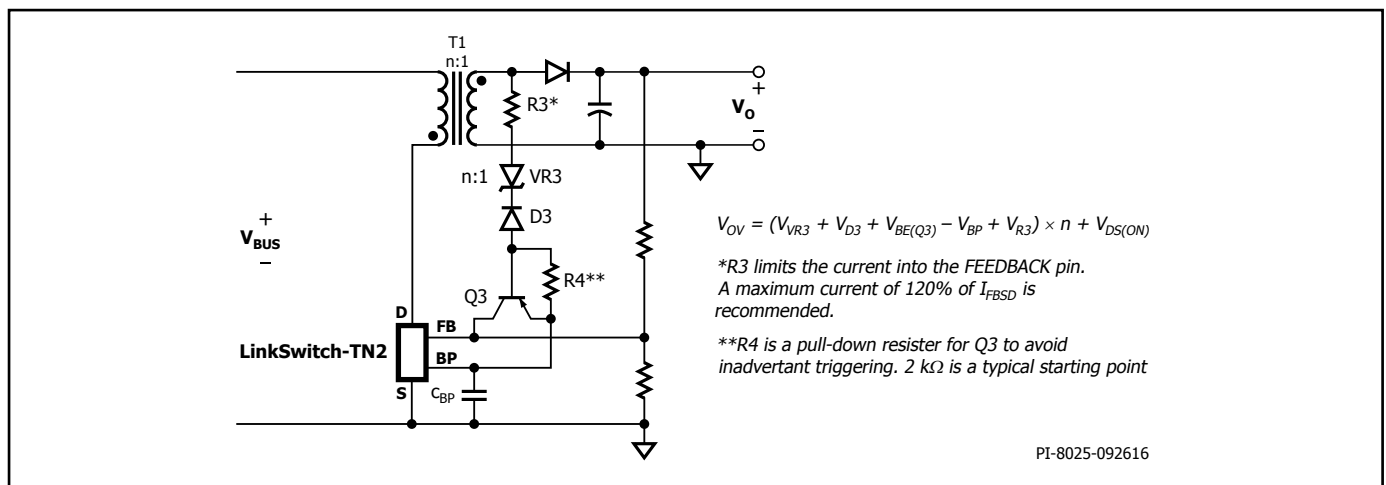 T1
n:1
R3*
+
V_O
–
n:1
VR3
D3
+
V_BUS
–
R4**
Q3
D
FB
LinkSwitch-TN2
BP
S
C_BP
V_OV = (V_VR3 + V_D3 + V_BE(Q3) – V_BP + V_R3) × n + V_DS(ON)
*R3 limits the current into the FEEDBACK pin.
A maximum current of 120% of I_FBSD is
recommended.
**R4 is a pull-down resister for Q3 to avoid
inadvertant triggering. 2 kΩ is a typical starting point
PI-8025-092616